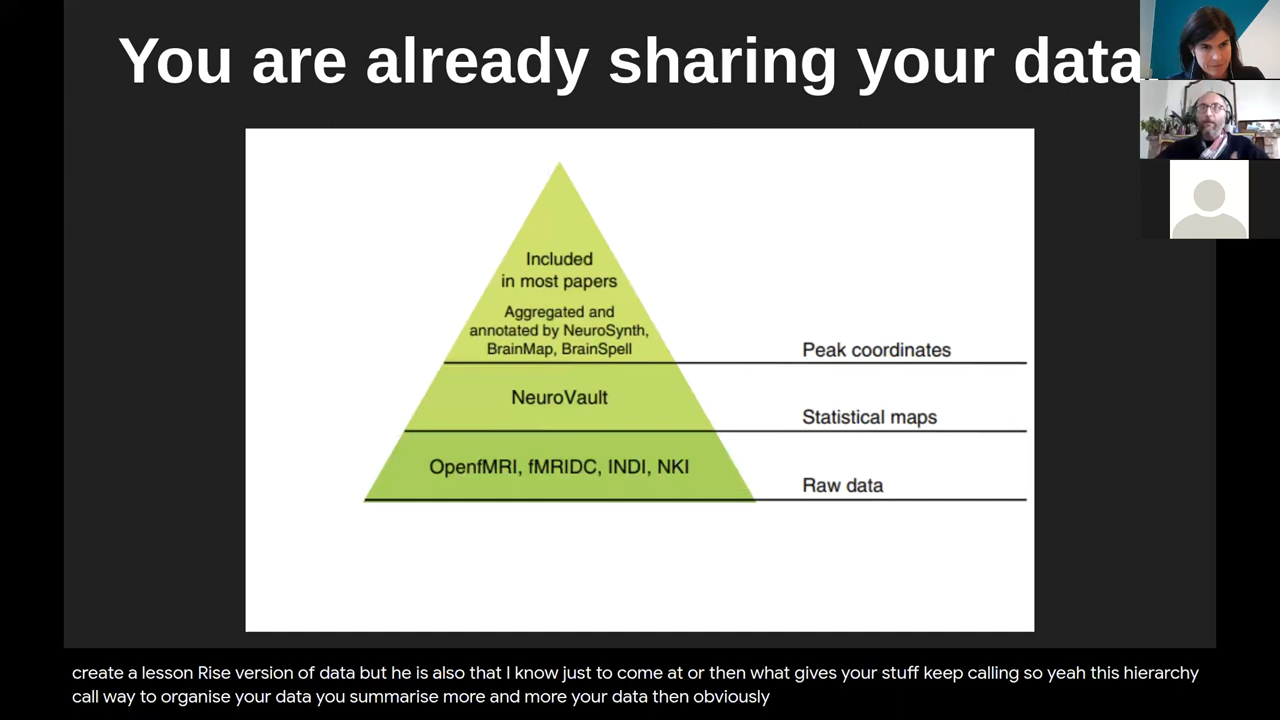 You are already sharing your data.
Included
in most papers
Aggregated and
annotated by NeuroSynth,
BrainMap, BrainSpell
Peak coordinates
NeuroVault
Statistical maps
OpenfMRI, fMRIDC, INDI, NKI
Raw data
create a lesson Rise version of data but he is also that I know just to come at or then what gives your stuff keep calling so yeah this hierarchy
call way to organise your data you summarise more and more your data then obviously